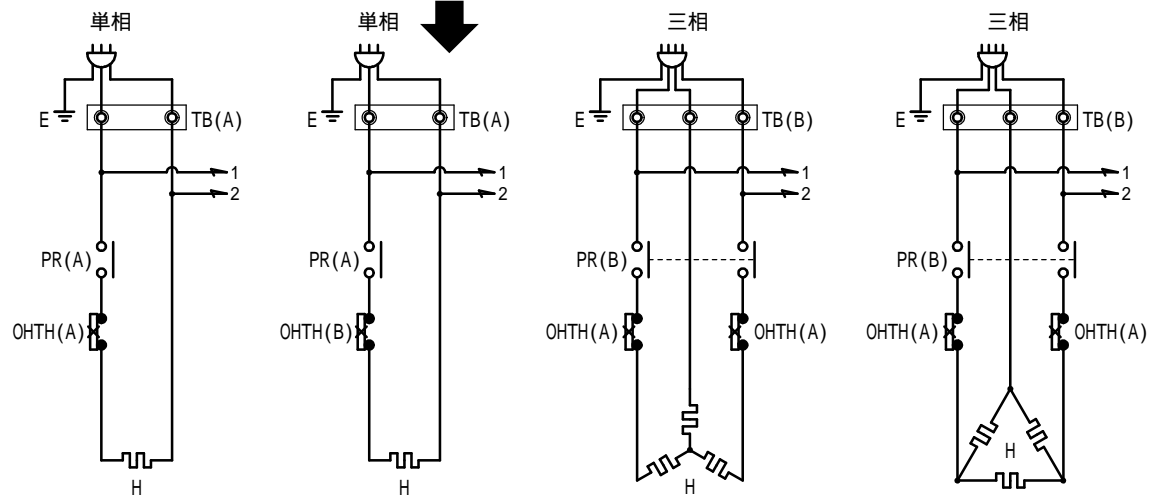 単相 単相 三相 三相
E TB(A) E TB(A) E TB(B) E TB(B)
1 1 1 1
2 2 2 2
PR(A) PR(A) PR(B) PR(B)
OHTH(A) OHTH(B) OHTH(A) OHTH(A) OHTH(A) OHTH(A)
H
H
H
H